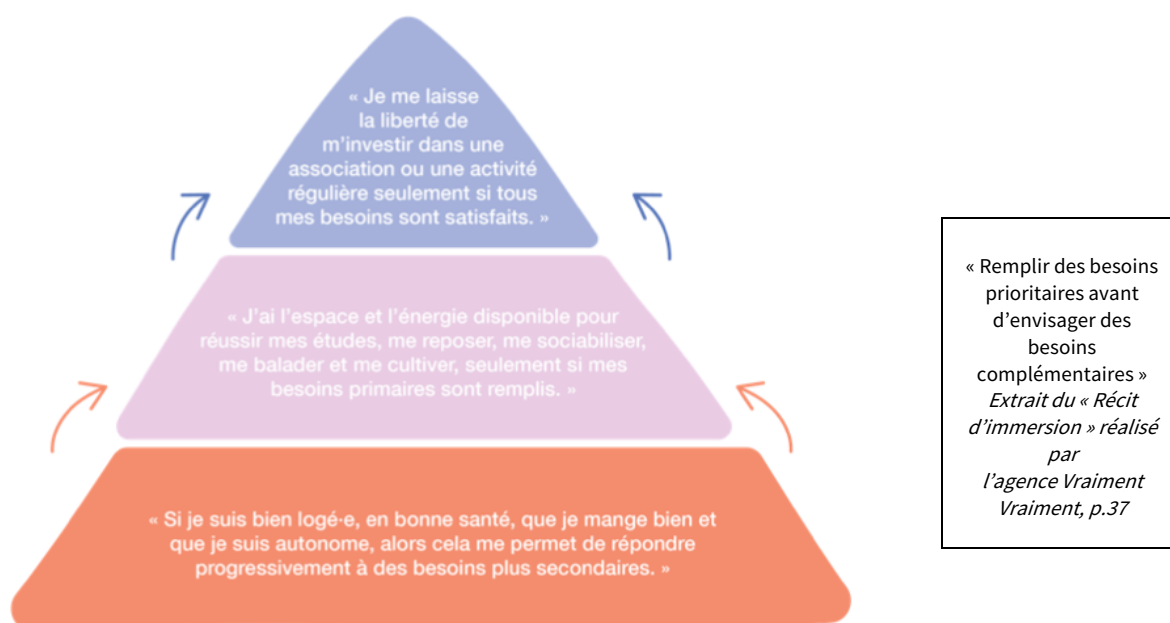 « Je me laisse
la liberté de
m'investir dans une
association ou une activité
régulière seulement si tous
mes besoins sont satisfaits. »
« J'ai l'espace et l'énergie disponible pour
réussir mes études, me reposer, me sociabiliser,
me balader et me cultiver, seulement si mes
besoins primaires sont remplis. »
« Si je suis bien logé·e, en bonne santé, que je mange bien et
que je suis autonome, alors cela me permet de répondre
progressivement à des besoins plus secondaires. »
« Remplir des besoins
prioritaires avant
d'envisager des
besoins
complémentaires »
Extrait du « Récit
d'immersion » réalisé
par
l'agence Vraiment
Vraiment, p.37